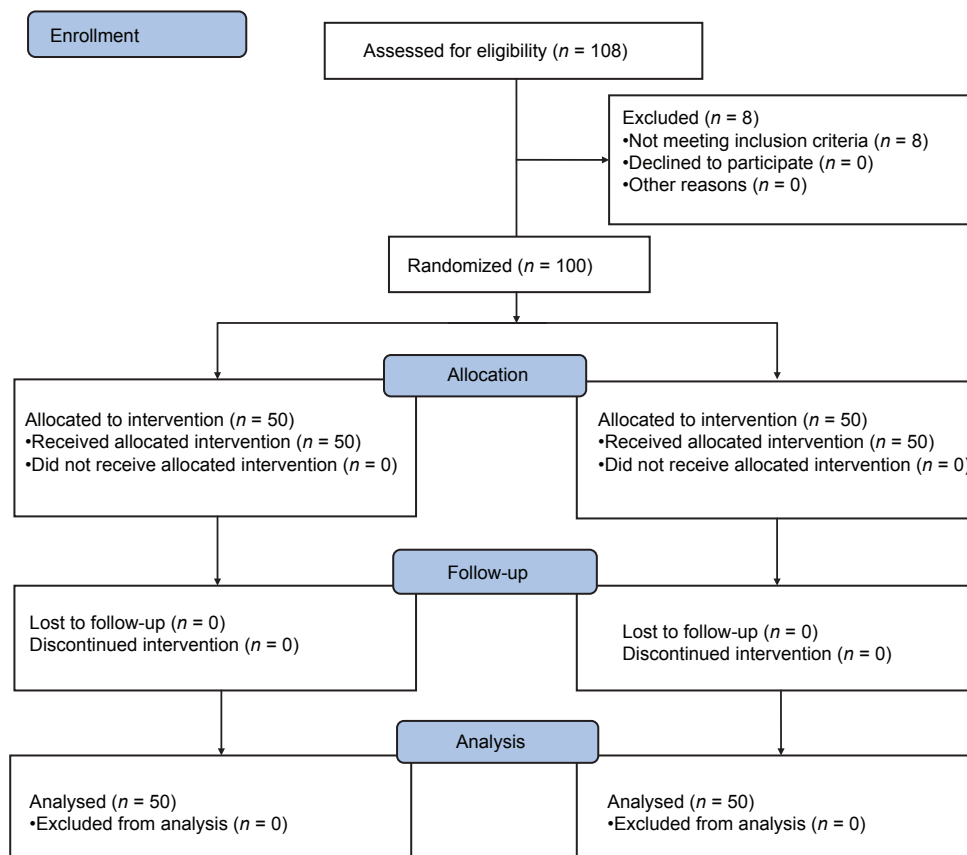 Enrollment
Assessed for eligibility (n = 108)
Excluded (n = 8)
•Not meeting inclusion criteria (n = 8)
•Declined to participate (n = 0)
•Other reasons (n = 0)
Randomized (n = 100)
Allocation
Allocated to intervention (n = 50)
•Received allocated intervention (n = 50)
•Did not receive allocated intervention (n = 0)
Allocated to intervention (n = 50)
•Received allocated intervention (n = 50)
•Did not receive allocated intervention (n = 0)
Follow-up
Lost to follow-up (n = 0)
Discontinued intervention (n = 0)
Lost to follow-up (n = 0)
Discontinued intervention (n = 0)
Analysis
Analysed (n = 50)
•Excluded from analysis (n = 0)
Analysed (n = 50)
•Excluded from analysis (n = 0)